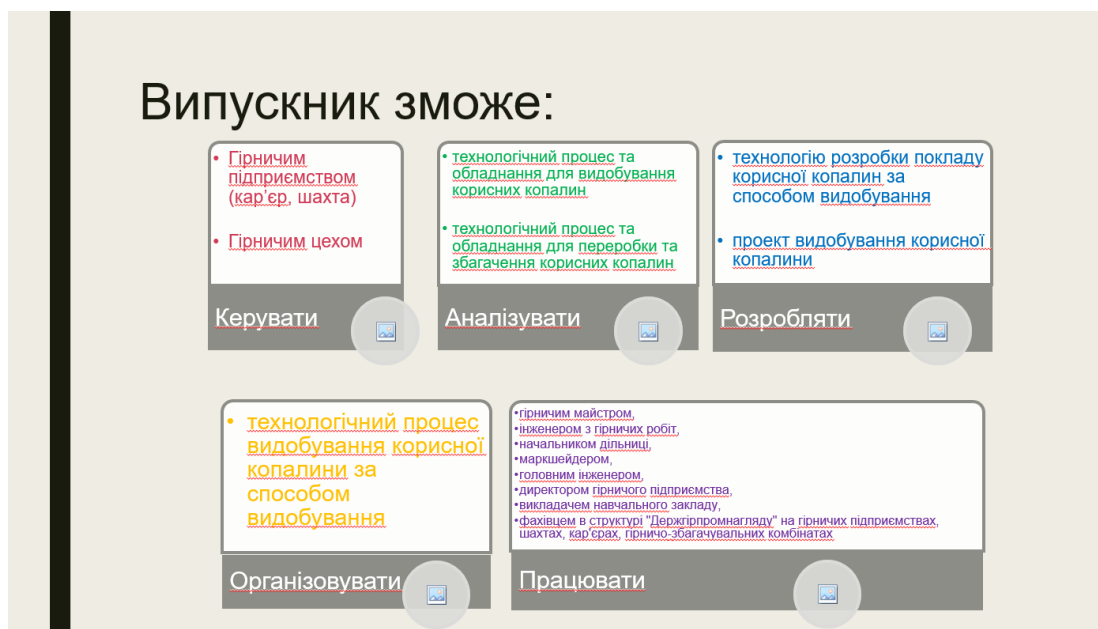 Випускник зможе:
• Гірничим
підприємством
(кар'єр, шахта)
• Гірничим цехом
Керувати
• технологічний процес та
обладнання для видобування
корисних копалин
• технологічний процес та
обладнання для переробки та
збагачення корисних копалин
Аналізувати
• технологію розробки покладу
корисної копалин за
способом видобування
• проект видобування корисної
копалини
Розробляти
• технологічний процес
видобування корисної
копалини за
способом
видобування
Організовувати
•гірничим майстром,
•інженером з гірничих робіт,
•начальником дільниці,
•маркшейдером,
•головним інженером,
•директором гірничого підприємства,
•викладачем навчального закладу,
•фахівцем в структурі "Держгірпромнагляду" на гірничих підприємствах,
шахтах, кар'єрах, гірничо-збагачувальних комбінатах
Працювати